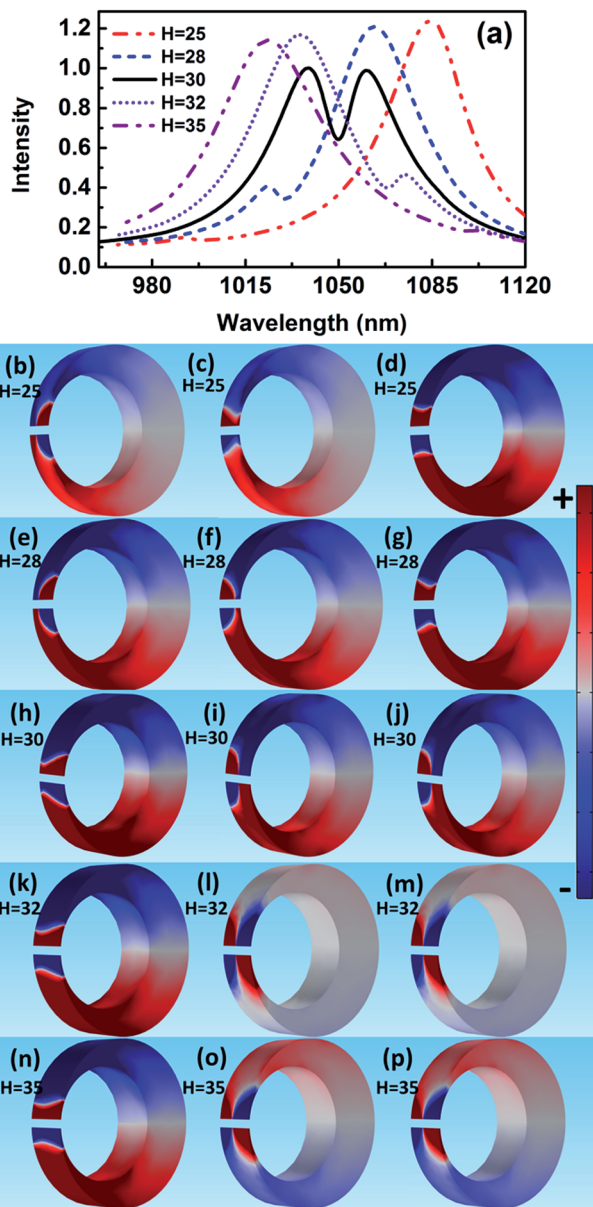 (a)
H=25
H=28
H=30
H=32
H=35
1.2
1.0
0.8
0.6
0.4
0.2
0.0
Intensity
980 1015 1050 1085 1120
Wavelength (nm)
(b) (c) (d)
H=25 H=25 H=25
+
(e) (f) (g)
H=28 H=28 H=28
(h) (i) (j)
H=30 H=30 H=30
(k) (l) (m)
-
H=32 H=32 H=32
(n) (o) (p)
H=35 H=35 H=35